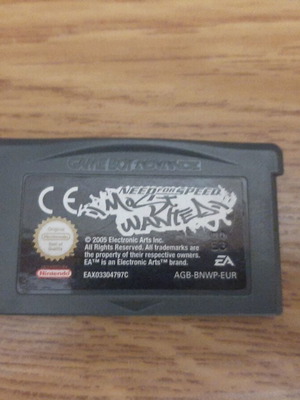 GAME BOY ADVANCE
CE
NEED FOR SPEED
MOST
WANTED
© 2005 Electronic Arts Inc.
All Rights Reserved. All trademarks are
the property of their respective owners.
EA™ is an Electronic Arts™ brand.
Nintendo
EAX03304797C
AGB-BNWP-EUR
EA